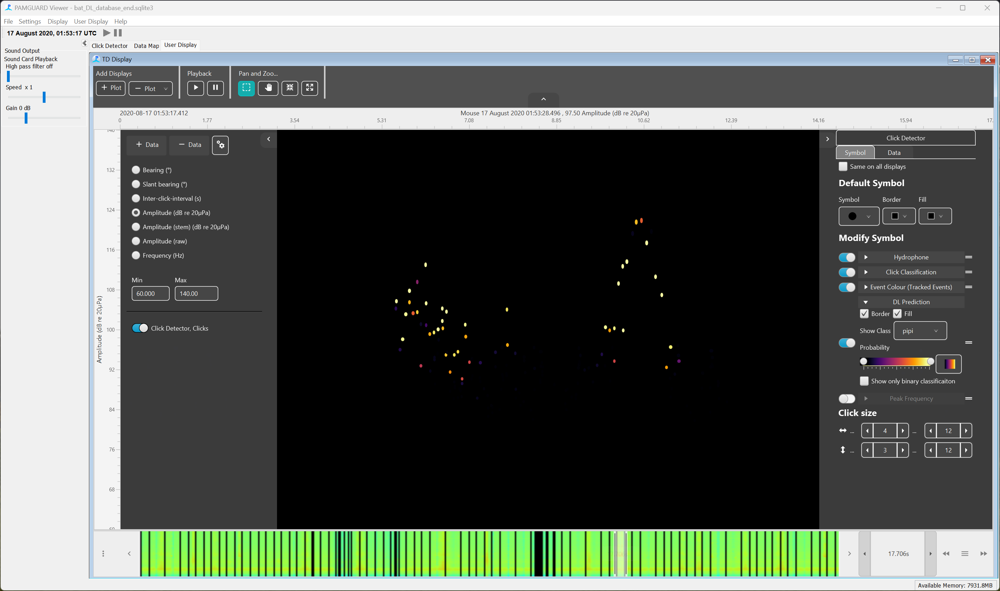 PAMGUARD Viewer - bat_DL_database_end.sqlite3
File Settings Display User Display Help
17 August 2020, 01:53:17 UTC
Click Detector Data Map User Display
Sound Output
Sound Card Playback
High pass filter off
Speed x 1
Gain 0 dB
TD Display
Add Displays Playback Pan and Zoo...
+ Plot − Plot
2020-08-17 01:53:17.412 Mouse 17 August 2020 01:53:28.496 , 97.50 Amplitude (dB re 20µPa)
0 1.77 3.54 5.31 7.08 8.85 10.62 12.39 14.16 15.94 17.
140
132
124
116
108
100
92
84
76
68
60
Amplitude (dB re 20µPa)
+ Data − Data
Bearing (°)
Slant bearing (°)
Inter-click-interval (s)
Amplitude (dB re 20µPa)
Amplitude (stem) (dB re 20µPa)
Amplitude (raw)
Frequency (Hz)
Min Max
60.000 140.00
Click Detector, Clicks
Click Detector
Symbol Data
Same on all displays
Default Symbol
Symbol Border Fill
Modify Symbol
Hydrophone
Click Classification
Event Colour (Tracked Events)
DL Prediction
Border Fill
Show Class pipi
Probability
Show only binary classificaiton
Peak Frequency
Click size
... 4 ... 12
... 3 ... 12
17.706s
Available Memory: 7931.8MB